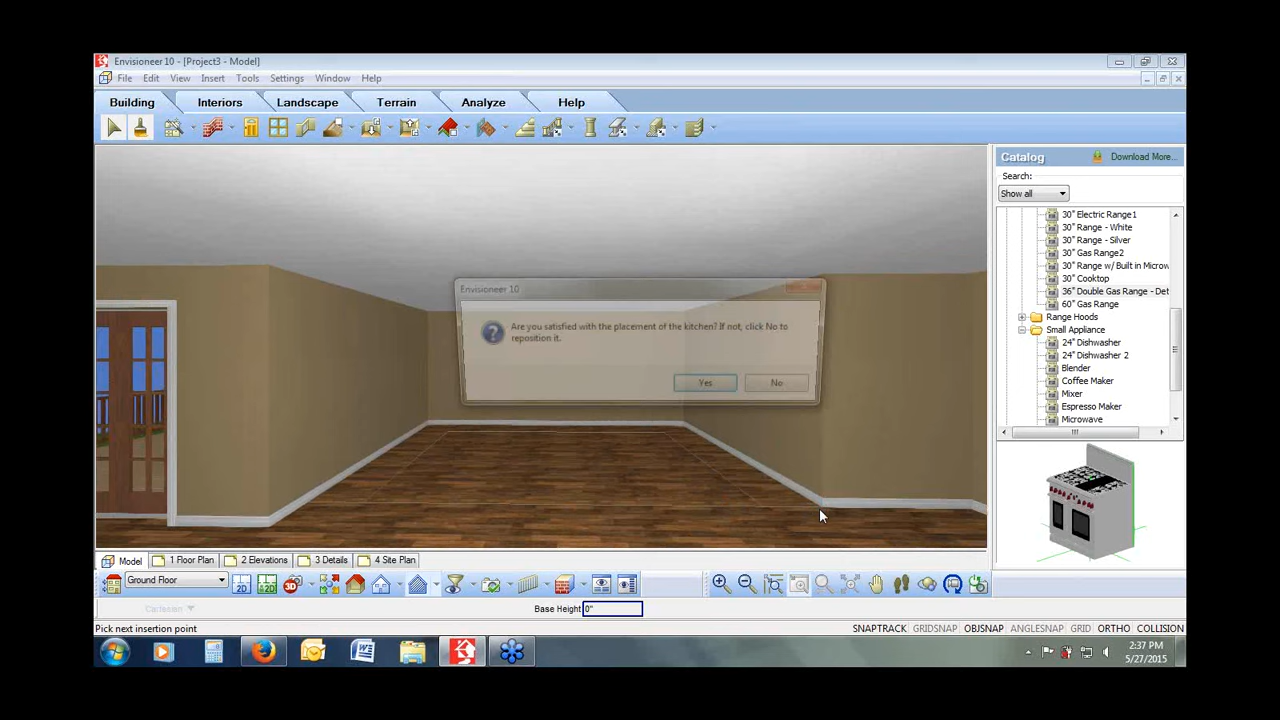 Envisioneer 10 - [Project3 - Model]
File Edit View Insert Tools Settings Window Help
Building Interiors Landscape Terrain Analyze Help
Catalog Download More...
Search:
Show all
30" Electric Range1
30" Range - White
30" Range - Silver
30" Gas Range2
30" Range w/ Built in Microw
30" Cooktop
36" Double Gas Range - Det
60" Gas Range
Range Hoods
Small Appliance
24" Dishwasher
24" Dishwasher 2
Blender
Coffee Maker
Mixer
Espresso Maker
Microwave
Envisioneer 10
Are you satisfied with the placement of the kitchen? If not, click No to
reposition it.
Yes No
Model 1 Floor Plan 2 Elevations 3 Details 4 Site Plan
Ground Floor 2D 2D 3D
Cartesian Base Height 0"
Pick next insertion point SNAPTRACK GRIDSNAP OBJSNAP ANGLESNAP GRID ORTHO COLLISION
2:37 PM
5/27/2015